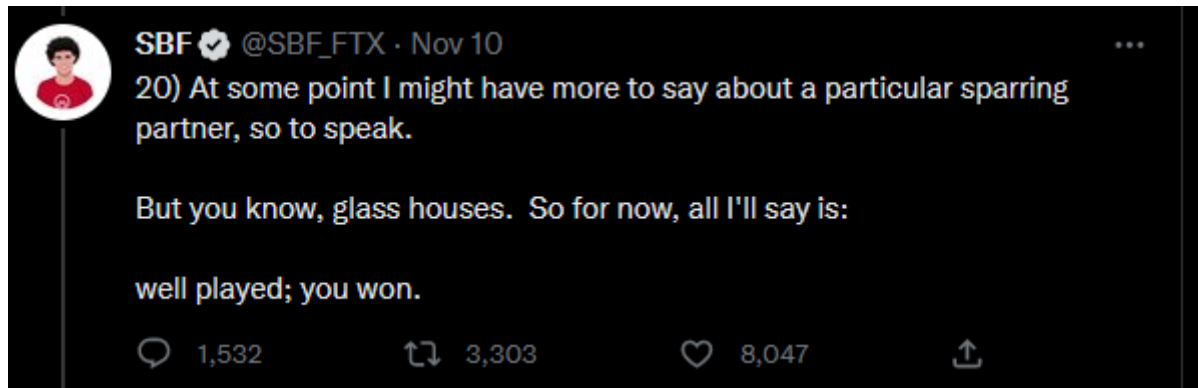 SBF @SBF_FTX · Nov 10
20) At some point I might have more to say about a particular sparring
partner, so to speak.
But you know, glass houses.  So for now, all I'll say is:
well played; you won.
1,532 3,303 8,047